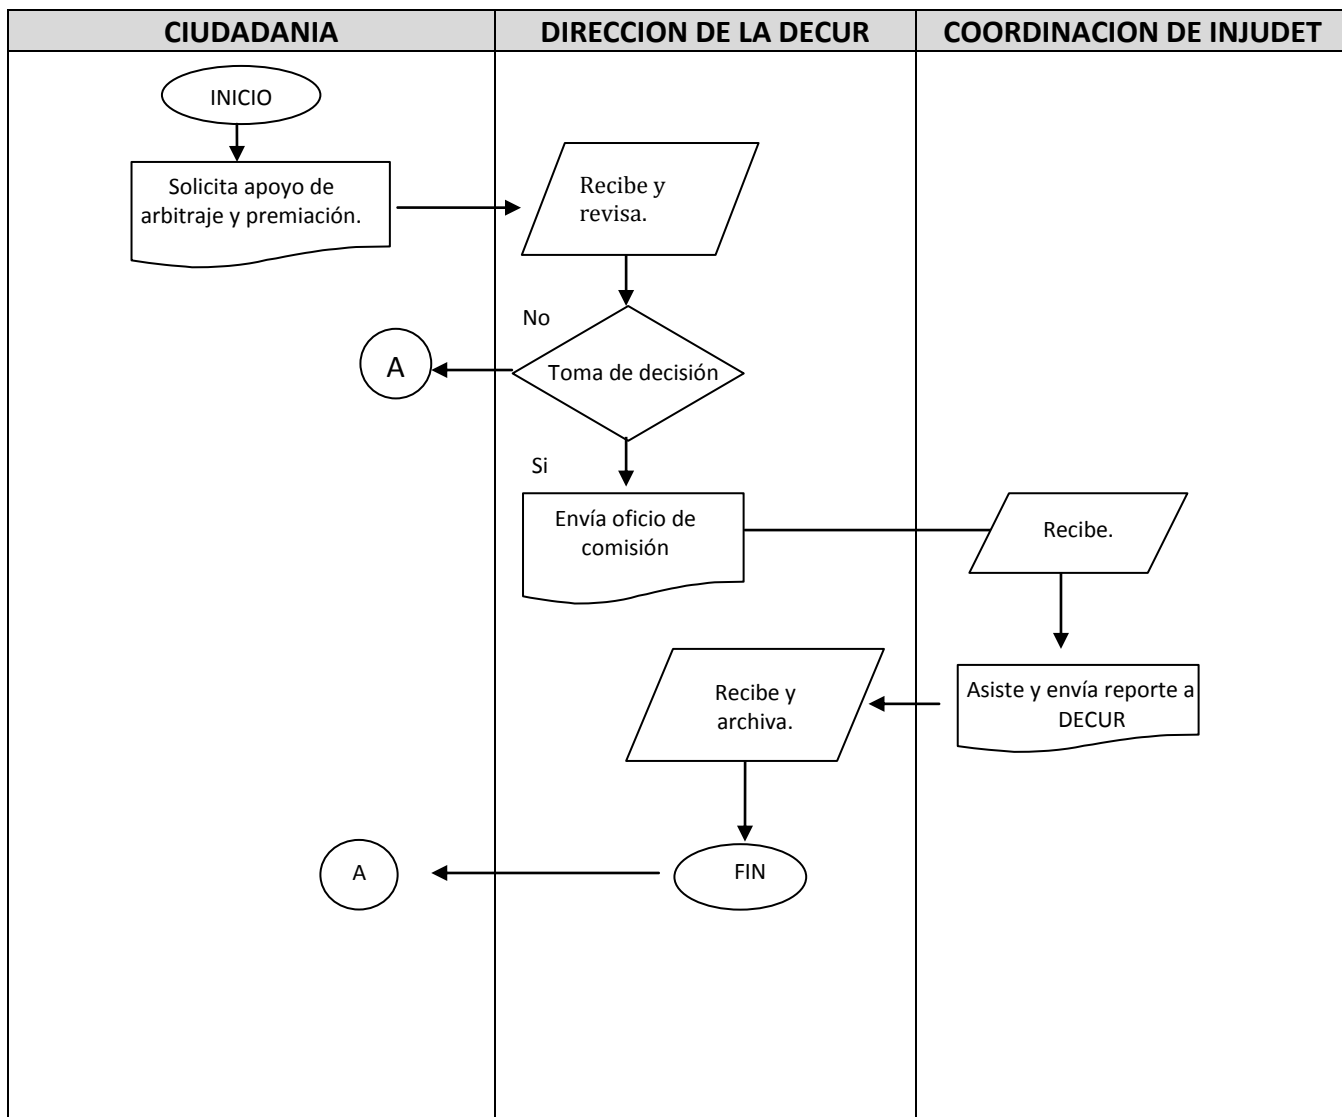 CIUDADANIA
DIRECCION DE LA DECUR
COORDINACION DE INJUDET
INICIO
Solicita apoyo de
arbitraje y premiación.
Recibe y
revisa.
No
A
Toma de decisión
Si
Envía oficio de
comisión
Recibe.
Asiste y envía reporte a
DECUR
Recibe y
archiva.
A
FIN